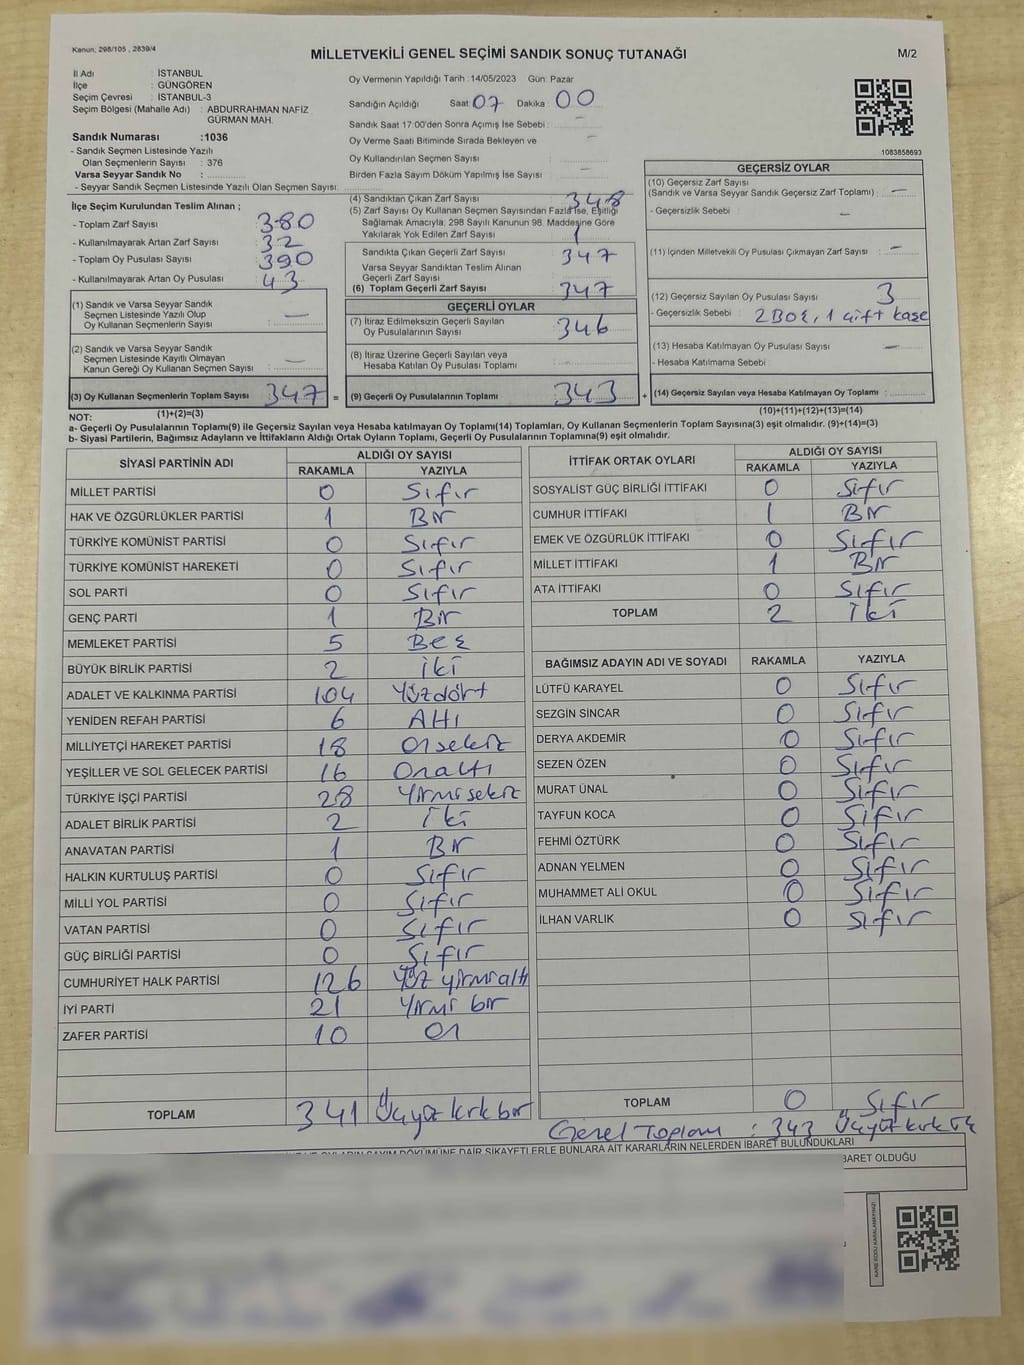 Kanun: 298/105 , 2839/4
MİLLETVEKİLİ GENEL SEÇİMİ SANDIK SONUÇ TUTANAĞI
M/2
İl Adı : İSTANBUL
İlçe : GÜNGÖREN
Seçim Çevresi : İSTANBUL-3
Seçim Bölgesi (Mahalle Adı) : ABDURRAHMAN NAFİZ
GÜRMAN MAH.
Sandık Numarası :1036
- Sandık Seçmen Listesinde Yazılı
Olan Seçmenlerin Sayısı : 376
Varsa Seyyar Sandık No :
- Seyyar Sandık Seçmen Listesinde Yazılı Olan Seçmen Sayısı:
Oy Vermenin Yapıldığı Tarih :14/05/2023 Gün: Pazar
Sandığın Açıldığı Saat 07 Dakika 00
Sandık Saat 17:00'den Sonra Açımış İse Sebebi : –
Oy Verme Saati Bitiminde Sırada Bekleyen ve –
Oy Kullandırılan Seçmen Sayısı
Birden Fazla Sayım Döküm Yapılmış İse Sayısı : –
1083858693
İlçe Seçim Kurulundan Teslim Alınan ;
- Toplam Zarf Sayısı : 380
- Kullanılmayarak Artan Zarf Sayısı : 32
- Toplam Oy Pusulası Sayısı : 390
- Kullanılmayarak Artan Oy Pusulası : 43
(1) Sandık ve Varsa Seyyar Sandık
Seçmen Listesinde Yazılı Olup
Oy Kullanan Seçmenlerin Sayısı : –
(2) Sandık ve Varsa Seyyar Sandık
Seçmen Listesinde Kayıtlı Olmayan
Kanun Gereği Oy Kullanan Seçmen Sayısı : –
(3) Oy Kullanan Seçmenlerin Toplam Sayısı 347 =
(1)+(2)=(3)
(4) Sandıktan Çıkan Zarf Sayısı : 348
(5) Zarf Sayısı Oy Kullanan Seçmen Sayısından Fazla İse, Eşitliği
Sağlamak Amacıyla; 298 Sayılı Kanunun 98. Maddesine Göre
Yakılarak Yok Edilen Zarf Sayısı : 1
Sandıkta Çıkan Geçerli Zarf Sayısı : 347
Varsa Seyyar Sandıktan Teslim Alınan
Geçerli Zarf Sayısı
(6) Toplam Geçerli Zarf Sayısı : 347
GEÇERLİ OYLAR
(7) İtiraz Edilmeksizin Geçerli Sayılan
Oy Pusulalarının Sayısı : 346
(8) İtiraz Üzerine Geçerli Sayılan veya
Hesaba Katılan Oy Pusulası Toplamı :
(9) Geçerli Oy Pusulalarının Toplamı : 343 +
GEÇERSİZ OYLAR
(10) Geçersiz Zarf Sayısı
(Sandık ve Varsa Seyyar Sandık Geçersiz Zarf Toplamı) : –
- Geçersizlik Sebebi : –
(11) İçinden Milletvekili Oy Pusulası Çıkmayan Zarf Sayısı : –
(12) Geçersiz Sayılan Oy Pusulası Sayısı : 3
- Geçersizlik Sebebi : 2 BOŞ, 1 çift kaşe
(13) Hesaba Katılmayan Oy Pusulası Sayısı : –
- Hesaba Katılmama Sebebi :
(14) Geçersiz Sayılan veya Hesaba Katılmayan Oy Toplamı :
(10)+(11)+(12)+(13)=(14)
NOT:
a- Geçerli Oy Pusulalarının Toplamı(9) ile Geçersiz Sayılan veya Hesaba katılmayan Oy Toplamı(14) Toplamları, Oy Kullanan Seçmenlerin Toplam Sayısına(3) eşit olmalıdır. (9)+(14)=(3)
b- Siyasi Partilerin, Bağımsız Adayların ve İttifakların Aldığı Ortak Oyların Toplamı, Geçerli Oy Pusulalarının Toplamına(9) eşit olmalıdır.
SİYASİ PARTİNİN ADI ALDIĞI OY SAYISI
RAKAMLA YAZIYLA
MİLLET PARTİSİ 0 Sıfır
HAK VE ÖZGÜRLÜKLER PARTİSİ 1 Bir
TÜRKİYE KOMÜNİST PARTİSİ 0 Sıfır
TÜRKİYE KOMÜNİST HAREKETİ 0 Sıfır
SOL PARTİ 0 Sıfır
GENÇ PARTİ 1 Bir
MEMLEKET PARTİSİ 5 Beş
BÜYÜK BİRLİK PARTİSİ 2 iki
ADALET VE KALKINMA PARTİSİ 104 Yüzdört
YENİDEN REFAH PARTİSİ 6 Altı
MİLLİYETÇİ HAREKET PARTİSİ 18 Onsekiz
YEŞİLLER VE SOL GELECEK PARTİSİ 16 Onaltı
TÜRKİYE İŞÇİ PARTİSİ 28 Yirmisekiz
ADALET BİRLİK PARTİSİ 2 İki
ANAVATAN PARTİSİ 1 Bir
HALKIN KURTULUŞ PARTİSİ 0 Sıfır
MİLLİ YOL PARTİSİ 0 Sıfır
VATAN PARTİSİ 0 Sıfır
GÜÇ BİRLİĞİ PARTİSİ 0 Sıfır
CUMHURİYET HALK PARTİSİ 126 Yüz yirmi altı
İYİ PARTİ 21 Yirmi bir
ZAFER PARTİSİ 10 On
TOPLAM 341 Üçyüz kırk bir
İTTİFAK ORTAK OYLARI ALDIĞI OY SAYISI
RAKAMLA YAZIYLA
SOSYALİST GÜÇ BİRLİĞİ İTTİFAKI 0 Sıfır
CUMHUR İTTİFAKI 1 Bir
EMEK VE ÖZGÜRLÜK İTTİFAKI 0 Sıfır
MİLLET İTTİFAKI 1 Bir
ATA İTTİFAKI 0 Sıfır
TOPLAM 2 iki
BAĞIMSIZ ADAYIN ADI VE SOYADI RAKAMLA YAZIYLA
LÜTFÜ KARAYEL 0 Sıfır
SEZGİN SİNCAR 0 Sıfır
DERYA AKDEMİR 0 Sıfır
SEZEN ÖZEN 0 Sıfır
MURAT ÜNAL 0 Sıfır
TAYFUN KOCA 0 Sıfır
FEHMİ ÖZTÜRK 0 Sıfır
ADNAN YELMEN 0 Sıfır
MUHAMMET ALİ OKUL 0 Sıfır
İLHAN VARLIK 0 Sıfır
TOPLAM 0 Sıfır
Genel Toplam : 343 Üçyüz kırk üç
OYLARIN SAYIM DÖKÜMÜNE DAİR ŞİKAYETLERLE BUNLARA AİT KARARLARIN NELERDEN İBARET BULUNDUKLARI
İBARET OLDUĞU
KARE KODU KARALAMAYINIZ!